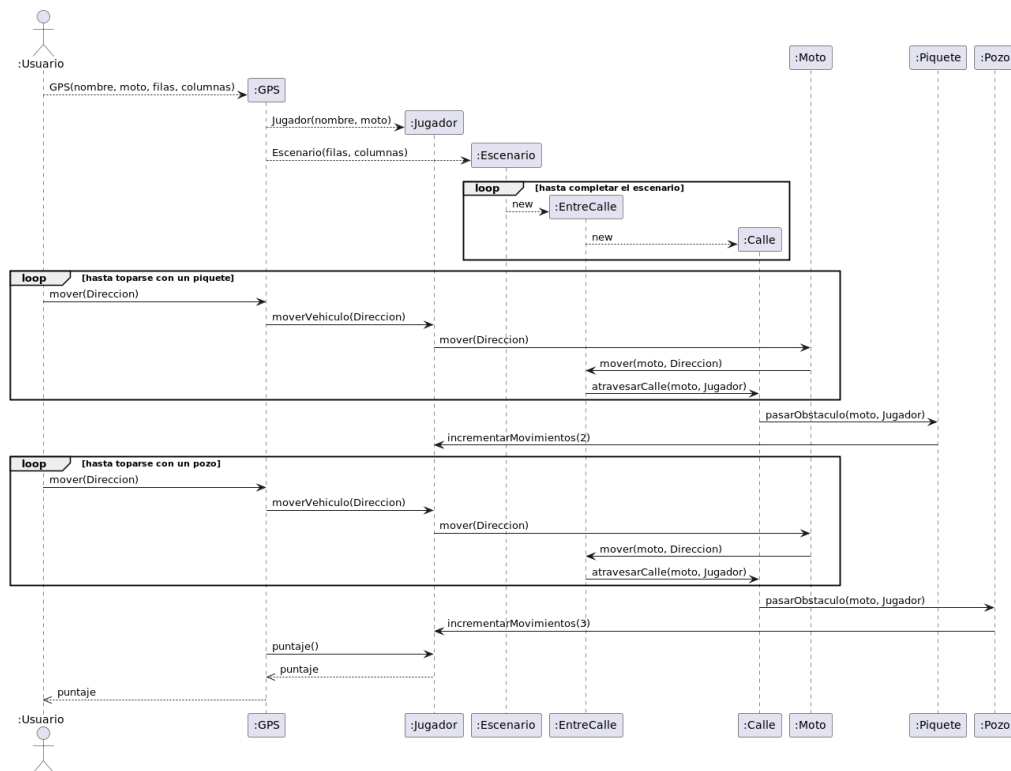 :Usuario
:Moto
:Piquete
:Pozo
GPS(nombre, moto, filas, columnas)
:GPS
Jugador(nombre, moto)
:Jugador
Escenario(filas, columnas)
:Escenario
loop
[hasta completar el escenario]
new
:EntreCalle
new
:Calle
loop
[hasta toparse con un piquete]
mover(Direccion)
moverVehiculo(Direccion)
mover(Direccion)
mover(moto, Direccion)
atravesarCalle(moto, Jugador)
pasarObstaculo(moto, Jugador)
incrementarMovimientos(2)
loop
[hasta toparse con un pozo]
mover(Direccion)
moverVehiculo(Direccion)
mover(Direccion)
mover(moto, Direccion)
atravesarCalle(moto, Jugador)
pasarObstaculo(moto, Jugador)
incrementarMovimientos(3)
puntaje()
puntaje
puntaje
:Usuario
:GPS
:Jugador
:Escenario
:EntreCalle
:Calle
:Moto
:Piquete
:Pozo